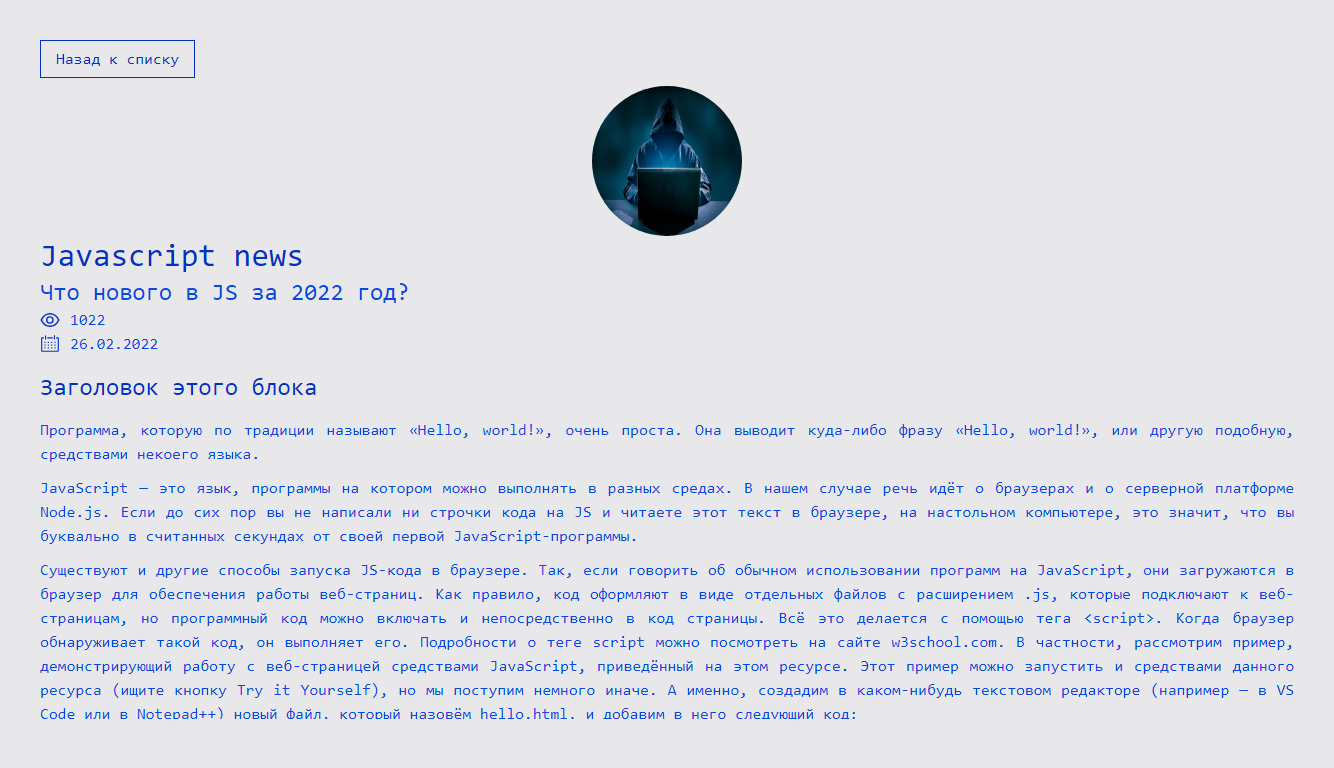 Назад к списку
Javascript news
Что нового в JS за 2022 год?
1022
26.02.2022
Заголовок этого блока
Программа, которую по традиции называют «Hello, world!», очень проста. Она выводит куда-либо фразу «Hello, world!», или другую подобную,
средствами некоего языка.
JavaScript — это язык, программы на котором можно выполнять в разных средах. В нашем случае речь идёт о браузерах и о серверной платформе
Node.js. Если до сих пор вы не написали ни строчки кода на JS и читаете этот текст в браузере, на настольном компьютере, это значит, что вы
буквально в считанных секундах от своей первой JavaScript-программы.
Существуют и другие способы запуска JS-кода в браузере. Так, если говорить об обычном использовании программ на JavaScript, они загружаются в
браузер для обеспечения работы веб-страниц. Как правило, код оформляют в виде отдельных файлов с расширением .js, которые подключают к веб-
страницам, но программный код можно включать и непосредственно в код страницы. Всё это делается с помощью тега <script>. Когда браузер
обнаруживает такой код, он выполняет его. Подробности о теге script можно посмотреть на сайте w3school.com. В частности, рассмотрим пример,
демонстрирующий работу с веб-страницей средствами JavaScript, приведённый на этом ресурсе. Этот пример можно запустить и средствами данного
ресурса (ищите кнопку Try it Yourself), но мы поступим немного иначе. А именно, создадим в каком-нибудь текстовом редакторе (например — в VS
Code или в Notepad++) новый файл, который назовём hello.html, и добавим в него следующий код: